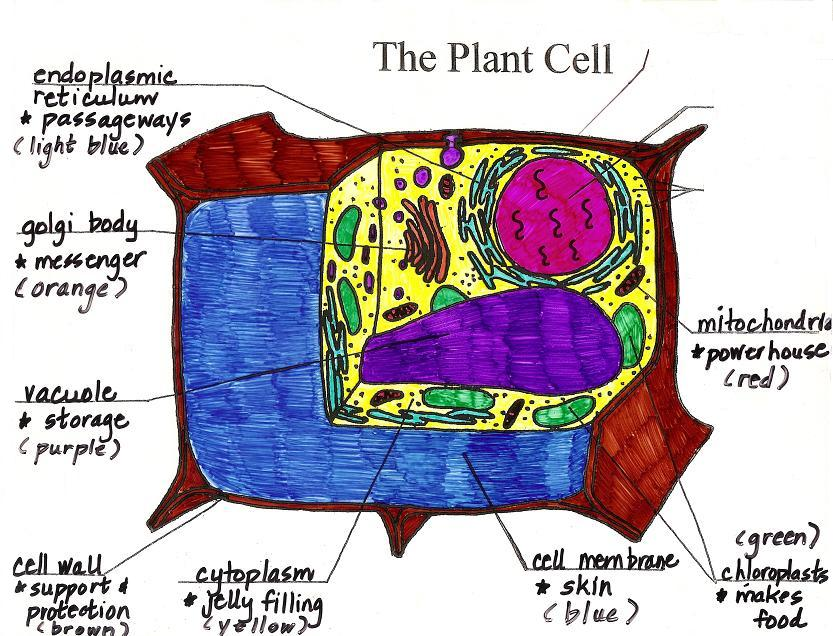 The Plant Cell
endoplasmic
reticulum
* passageways
(light blue)
golgi body
* messenger
(orange)
mitochondria
* powerhouse
(red)
vacuole
* storage
(purple)
cell wall
* support &
protection
(brown)
cytoplasm
* jelly filling
(yellow)
cell membrane
* skin
(blue)
(green)
chloroplasts
* makes
food